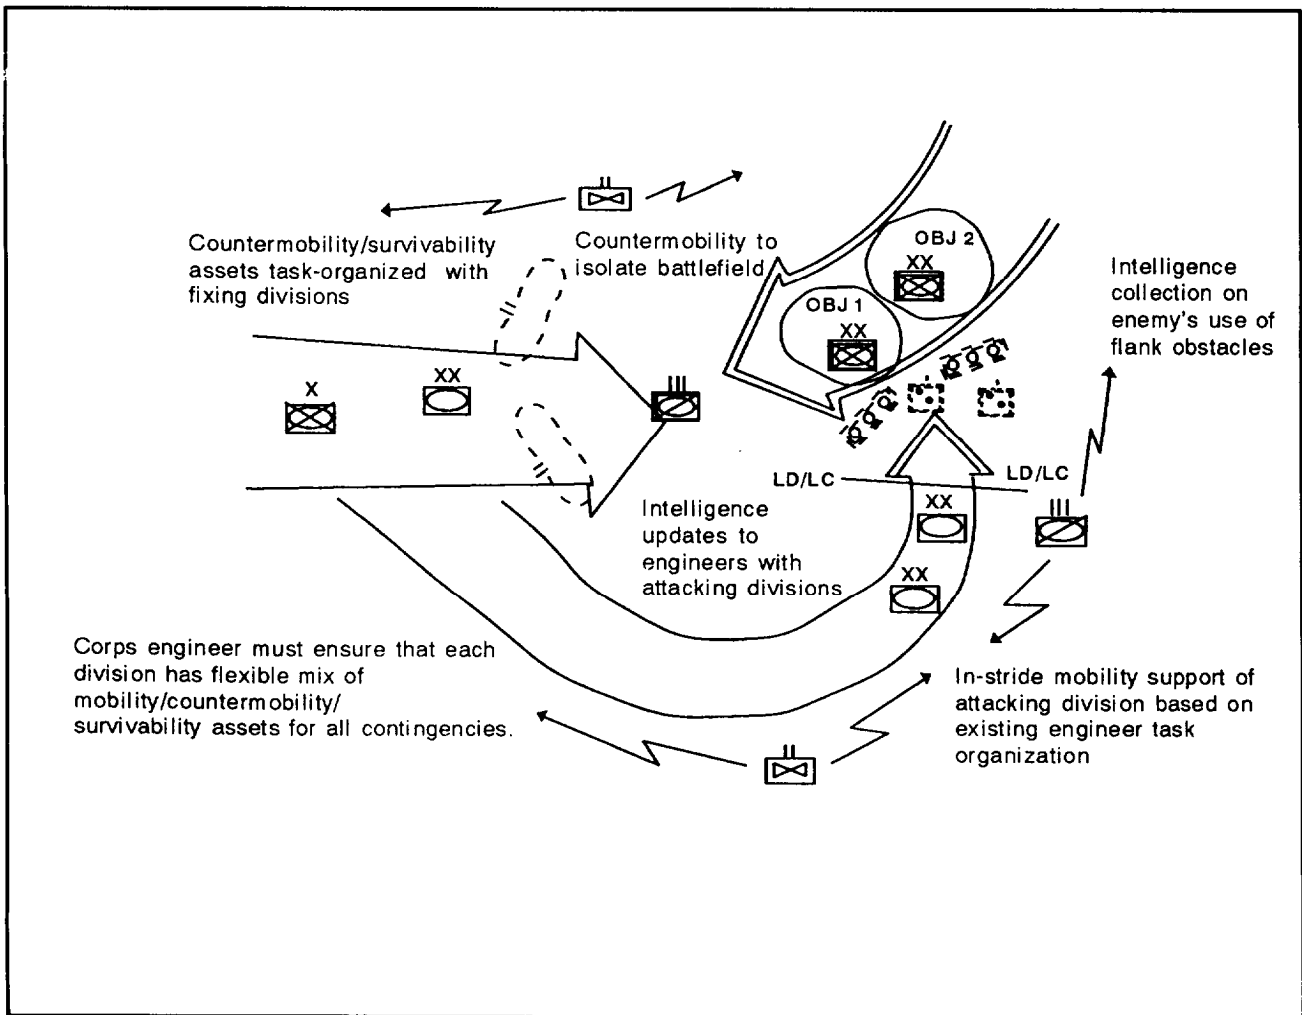 II
Countermobility/survivability
assets task-organized with
fixing divisions
Countermobility to
isolate battlefield
OBJ 2
XX
OBJ 1
XX
Intelligence
collection on
enemy's use of
flank obstacles
X
XX
III
LD/LC
LD/LC
XX
III
XX
Intelligence
updates to
engineers with
attacking divisions
Corps engineer must ensure that each
division has flexible mix of
mobility/countermobility/
survivability assets for all contingencies.
In-stride mobility support of
attacking division based on
existing engineer task
organization
II